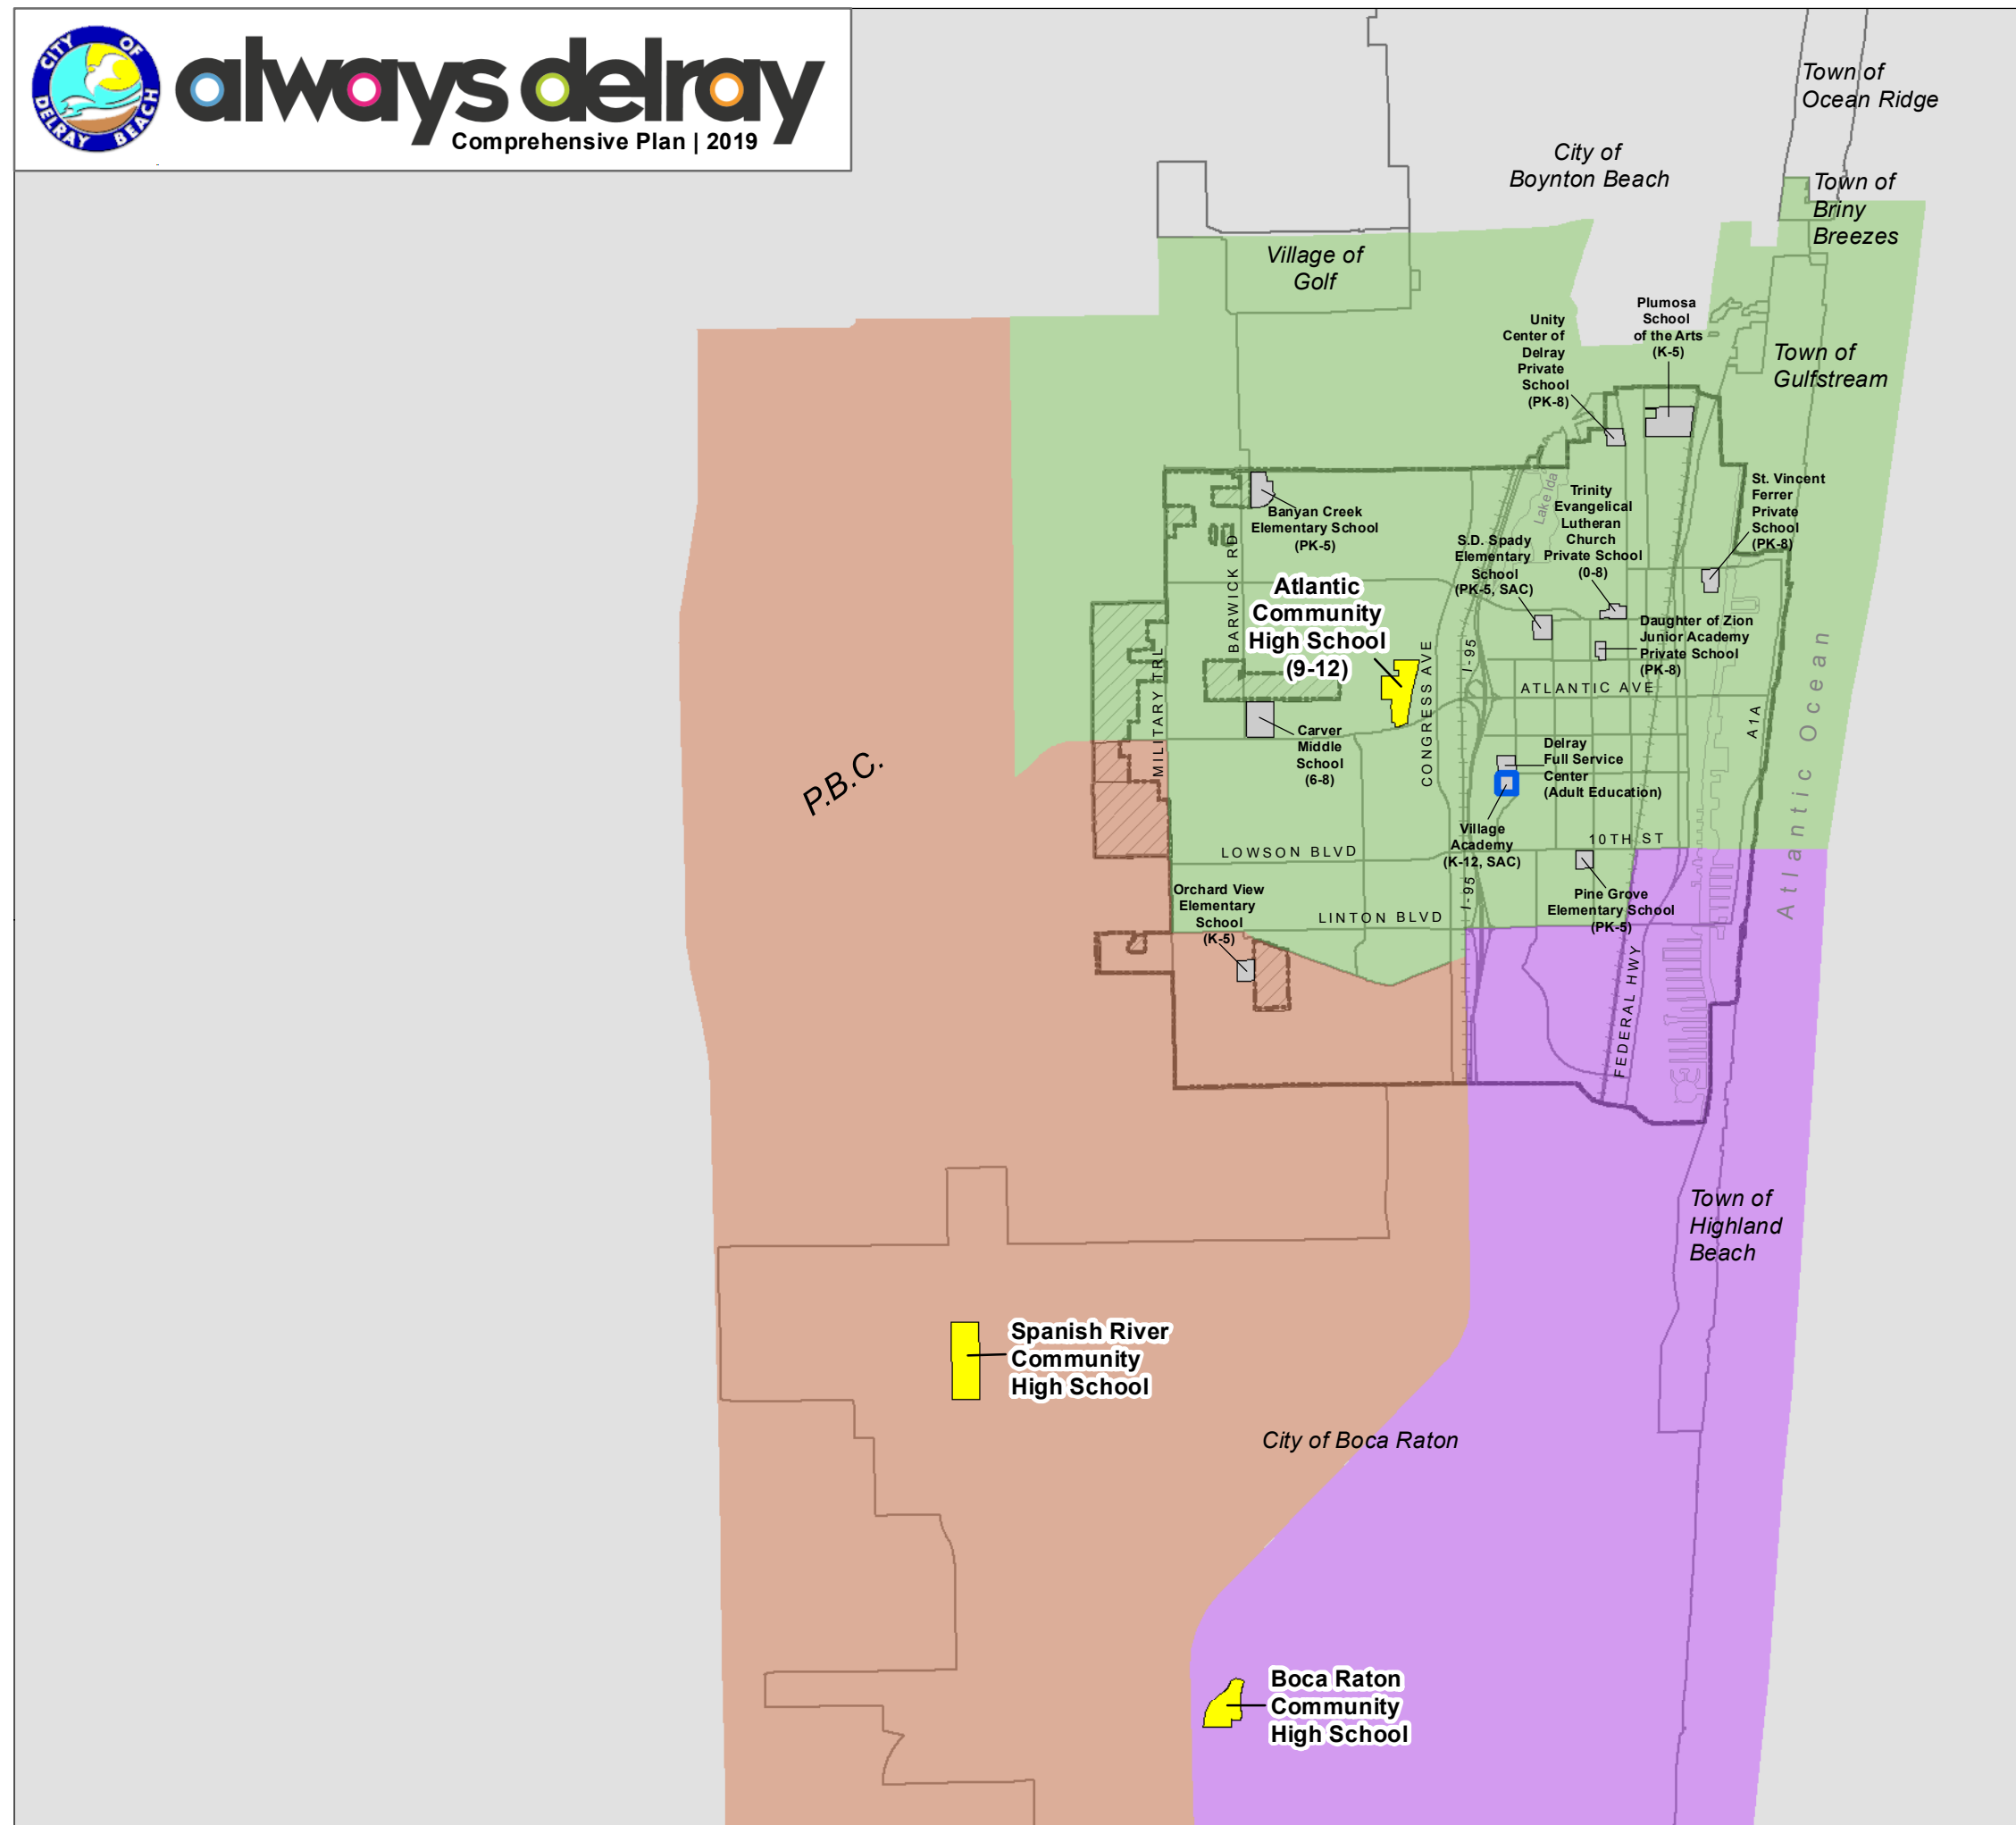 CITY OF
DELRAY BEACH
always delray
Comprehensive Plan | 2019
Town of
Ocean Ridge
City of
Boynton Beach
Town of
Briny
Breezes
Village of
Golf
Plumosa
School
of the Arts
(K-5)
Unity
Center of
Delray
Private
School
(PK-8)
Town of
Gulfstream
St. Vincent
Ferrer
Private
School
(PK-8)
Lake Ida
Trinity
Evangelical
Lutheran
Church
Private School
(0-8)
Banyan Creek
Elementary School
(PK-5)
S.D. Spady
Elementary
School
(PK-5, SAC)
BARWICK RD
Atlantic
Community
High School
(9-12)
Daughter of Zion
Junior Academy
Private School
(PK-8)
I-95
CONGRESS AVE
MILITARY TRL
ATLANTIC AVE
A1A
Atlantic Ocean
Carver
Middle
School
(6-8)
Delray
Full Service
Center
(Adult Education)
P.B.C.
Village
Academy
(K-12, SAC)
10TH ST
LOWSON BLVD
I-95
Orchard View
Elementary
School
(K-5)
Pine Grove
Elementary School
(PK-5)
LINTON BLVD
FEDERAL HWY
Town of
Highland
Beach
Spanish River
Community
High School
City of Boca Raton
Boca Raton
Community
High School